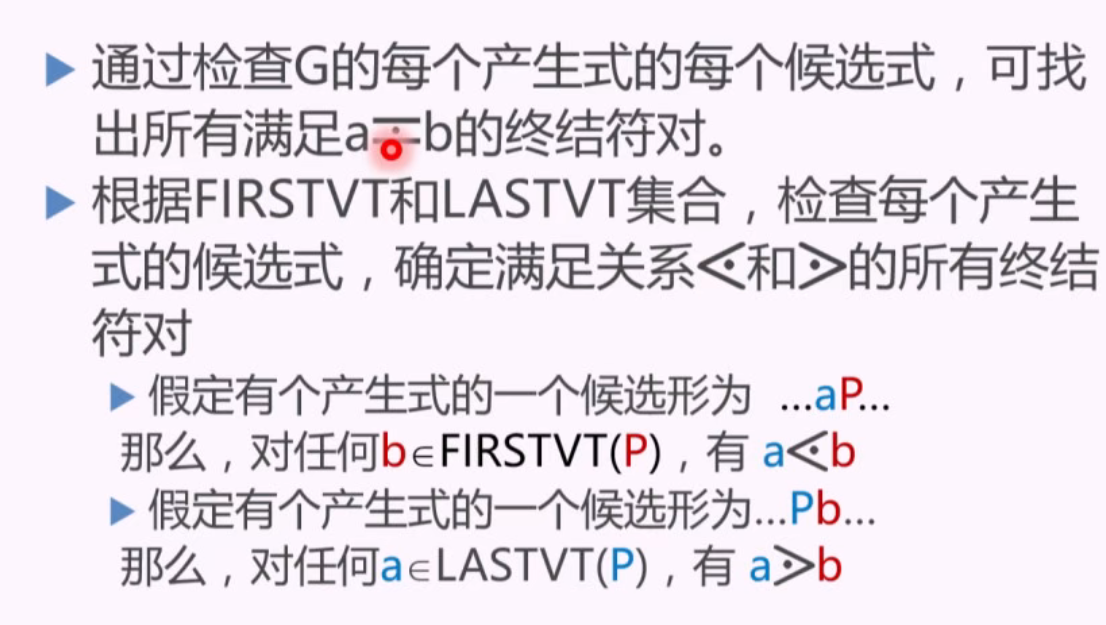 通过检查G的每个产生式的每个候选式，可找
出所有满足a≐b的终结符对。
根据FIRSTVT和LASTVT集合，检查每个产生
式的候选式，确定满足关系⋖和⋗的所有终结
符对
假定有个产生式的一个候选形为 …aP…
那么，对任何b∈FIRSTVT(P)，有 a⋖b
假定有个产生式的一个候选形为…Pb…
那么，对任何a∈LASTVT(P)，有 a⋗b